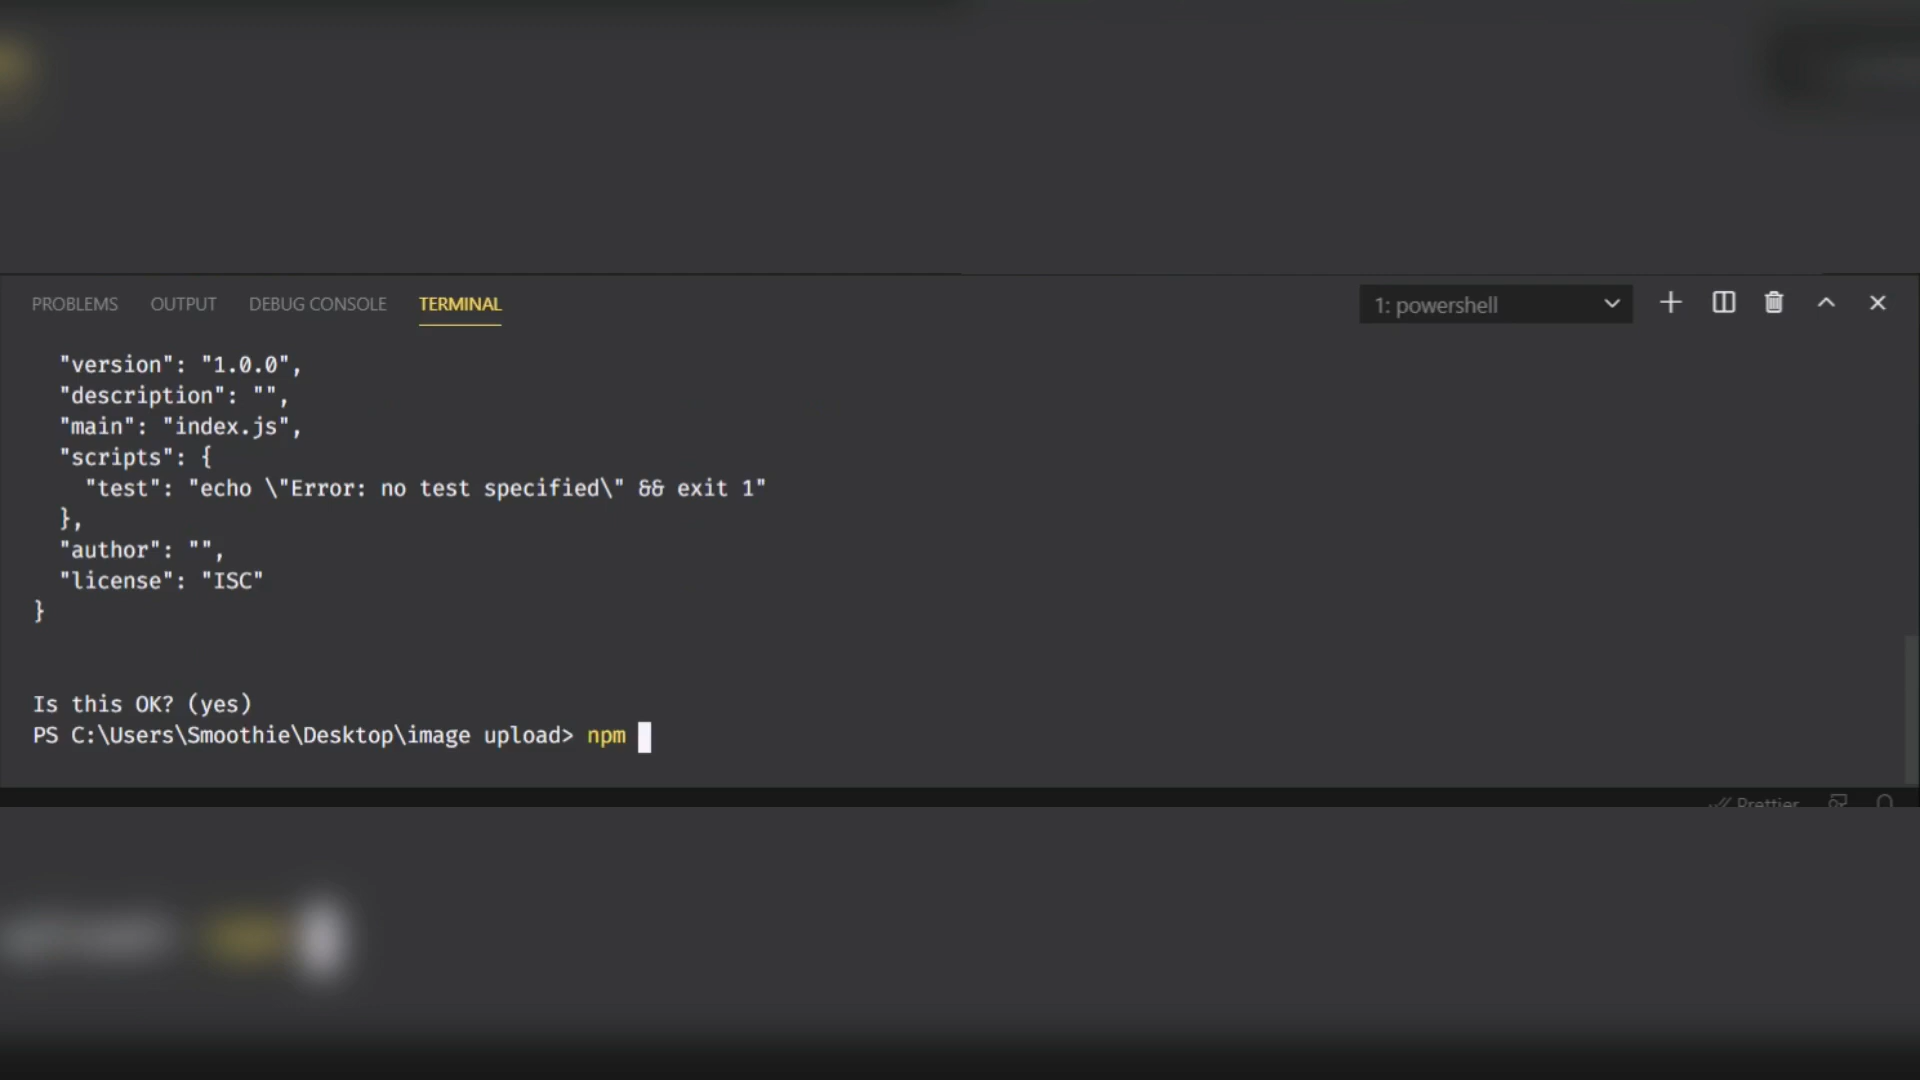 PROBLEMS OUTPUT DEBUG CONSOLE TERMINAL 1: powershell
"version": "1.0.0",
"description": "",
"main": "index.js",
"scripts": {
"test": "echo \"Error: no test specified\" && exit 1"
},
"author": "",
"license": "ISC"
}
Is this OK? (yes)
PS C:\Users\Smoothie\Desktop\image upload> npm
Prettier